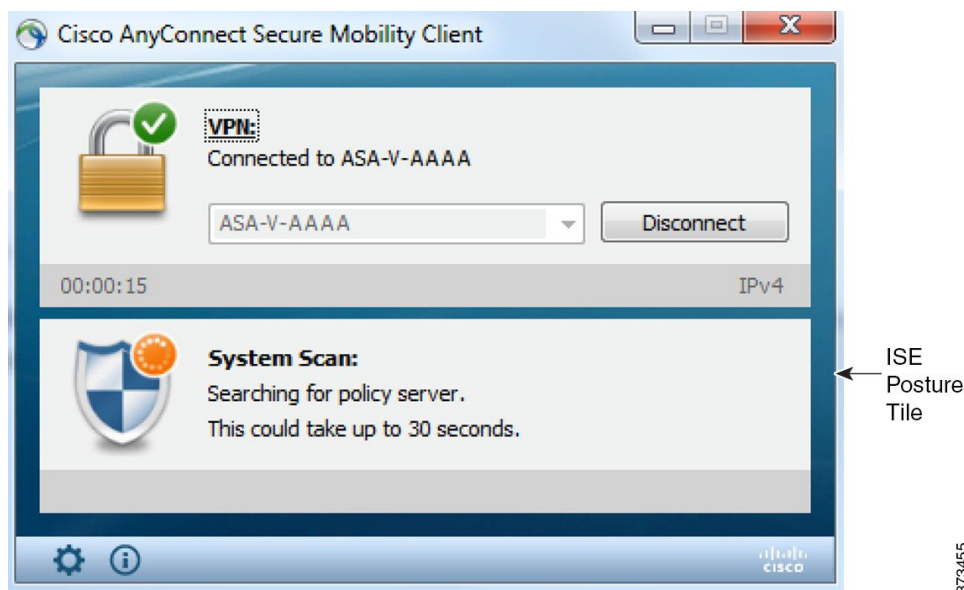 Cisco AnyConnect Secure Mobility Client
VPN:
Connected to ASA-V-AAAA
ASA-V-AAAA
Disconnect
00:00:15
IPv4
System Scan:
Searching for policy server.
This could take up to 30 seconds.
ISE
Posture
Tile
cisco
373455